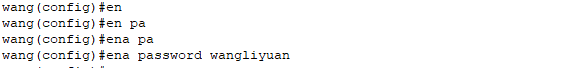 wang(config)#en
wang(config)#en pa
wang(config)#ena pa
wang(config)#ena password wangliyuan